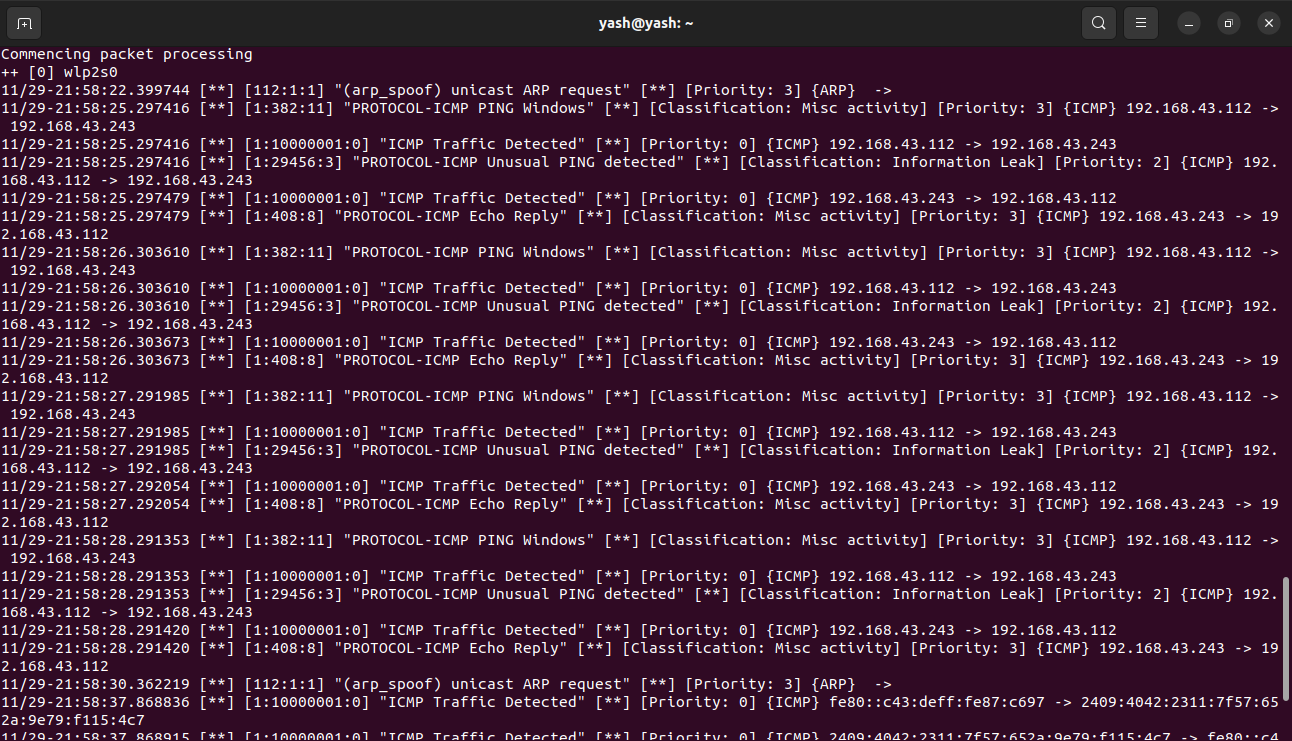 yash@yash: ~
Commencing packet processing
++ [0] wlp2s0
11/29-21:58:22.399744 [**] [112:1:1] "(arp_spoof) unicast ARP request" [**] [Priority: 3] {ARP}  ->
11/29-21:58:25.297416 [**] [1:382:11] "PROTOCOL-ICMP PING Windows" [**] [Classification: Misc activity] [Priority: 3] {ICMP} 192.168.43.112 ->
 192.168.43.243
11/29-21:58:25.297416 [**] [1:10000001:0] "ICMP Traffic Detected" [**] [Priority: 0] {ICMP} 192.168.43.112 -> 192.168.43.243
11/29-21:58:25.297416 [**] [1:29456:3] "PROTOCOL-ICMP Unusual PING detected" [**] [Classification: Information Leak] [Priority: 2] {ICMP} 192.
168.43.112 -> 192.168.43.243
11/29-21:58:25.297479 [**] [1:10000001:0] "ICMP Traffic Detected" [**] [Priority: 0] {ICMP} 192.168.43.243 -> 192.168.43.112
11/29-21:58:25.297479 [**] [1:408:8] "PROTOCOL-ICMP Echo Reply" [**] [Classification: Misc activity] [Priority: 3] {ICMP} 192.168.43.243 -> 19
2.168.43.112
11/29-21:58:26.303610 [**] [1:382:11] "PROTOCOL-ICMP PING Windows" [**] [Classification: Misc activity] [Priority: 3] {ICMP} 192.168.43.112 ->
 192.168.43.243
11/29-21:58:26.303610 [**] [1:10000001:0] "ICMP Traffic Detected" [**] [Priority: 0] {ICMP} 192.168.43.112 -> 192.168.43.243
11/29-21:58:26.303610 [**] [1:29456:3] "PROTOCOL-ICMP Unusual PING detected" [**] [Classification: Information Leak] [Priority: 2] {ICMP} 192.
168.43.112 -> 192.168.43.243
11/29-21:58:26.303673 [**] [1:10000001:0] "ICMP Traffic Detected" [**] [Priority: 0] {ICMP} 192.168.43.243 -> 192.168.43.112
11/29-21:58:26.303673 [**] [1:408:8] "PROTOCOL-ICMP Echo Reply" [**] [Classification: Misc activity] [Priority: 3] {ICMP} 192.168.43.243 -> 19
2.168.43.112
11/29-21:58:27.291985 [**] [1:382:11] "PROTOCOL-ICMP PING Windows" [**] [Classification: Misc activity] [Priority: 3] {ICMP} 192.168.43.112 ->
 192.168.43.243
11/29-21:58:27.291985 [**] [1:10000001:0] "ICMP Traffic Detected" [**] [Priority: 0] {ICMP} 192.168.43.112 -> 192.168.43.243
11/29-21:58:27.291985 [**] [1:29456:3] "PROTOCOL-ICMP Unusual PING detected" [**] [Classification: Information Leak] [Priority: 2] {ICMP} 192.
168.43.112 -> 192.168.43.243
11/29-21:58:27.292054 [**] [1:10000001:0] "ICMP Traffic Detected" [**] [Priority: 0] {ICMP} 192.168.43.243 -> 192.168.43.112
11/29-21:58:27.292054 [**] [1:408:8] "PROTOCOL-ICMP Echo Reply" [**] [Classification: Misc activity] [Priority: 3] {ICMP} 192.168.43.243 -> 19
2.168.43.112
11/29-21:58:28.291353 [**] [1:382:11] "PROTOCOL-ICMP PING Windows" [**] [Classification: Misc activity] [Priority: 3] {ICMP} 192.168.43.112 ->
 192.168.43.243
11/29-21:58:28.291353 [**] [1:10000001:0] "ICMP Traffic Detected" [**] [Priority: 0] {ICMP} 192.168.43.112 -> 192.168.43.243
11/29-21:58:28.291353 [**] [1:29456:3] "PROTOCOL-ICMP Unusual PING detected" [**] [Classification: Information Leak] [Priority: 2] {ICMP} 192.
168.43.112 -> 192.168.43.243
11/29-21:58:28.291420 [**] [1:10000001:0] "ICMP Traffic Detected" [**] [Priority: 0] {ICMP} 192.168.43.243 -> 192.168.43.112
11/29-21:58:28.291420 [**] [1:408:8] "PROTOCOL-ICMP Echo Reply" [**] [Classification: Misc activity] [Priority: 3] {ICMP} 192.168.43.243 -> 19
2.168.43.112
11/29-21:58:30.362219 [**] [112:1:1] "(arp_spoof) unicast ARP request" [**] [Priority: 3] {ARP}  ->
11/29-21:58:37.868836 [**] [1:10000001:0] "ICMP Traffic Detected" [**] [Priority: 0] {ICMP} fe80::c43:deff:fe87:c697 -> 2409:4042:2311:7f57:65
2a:9e79:f115:4c7
11/29-21:58:37.868915 [**] [1:10000001:0] "ICMP Traffic Detected" [**] [Priority: 0] {ICMP} 2409:4042:2311:7f57:652a:9e79:f115:4c7 -> fe80::c4